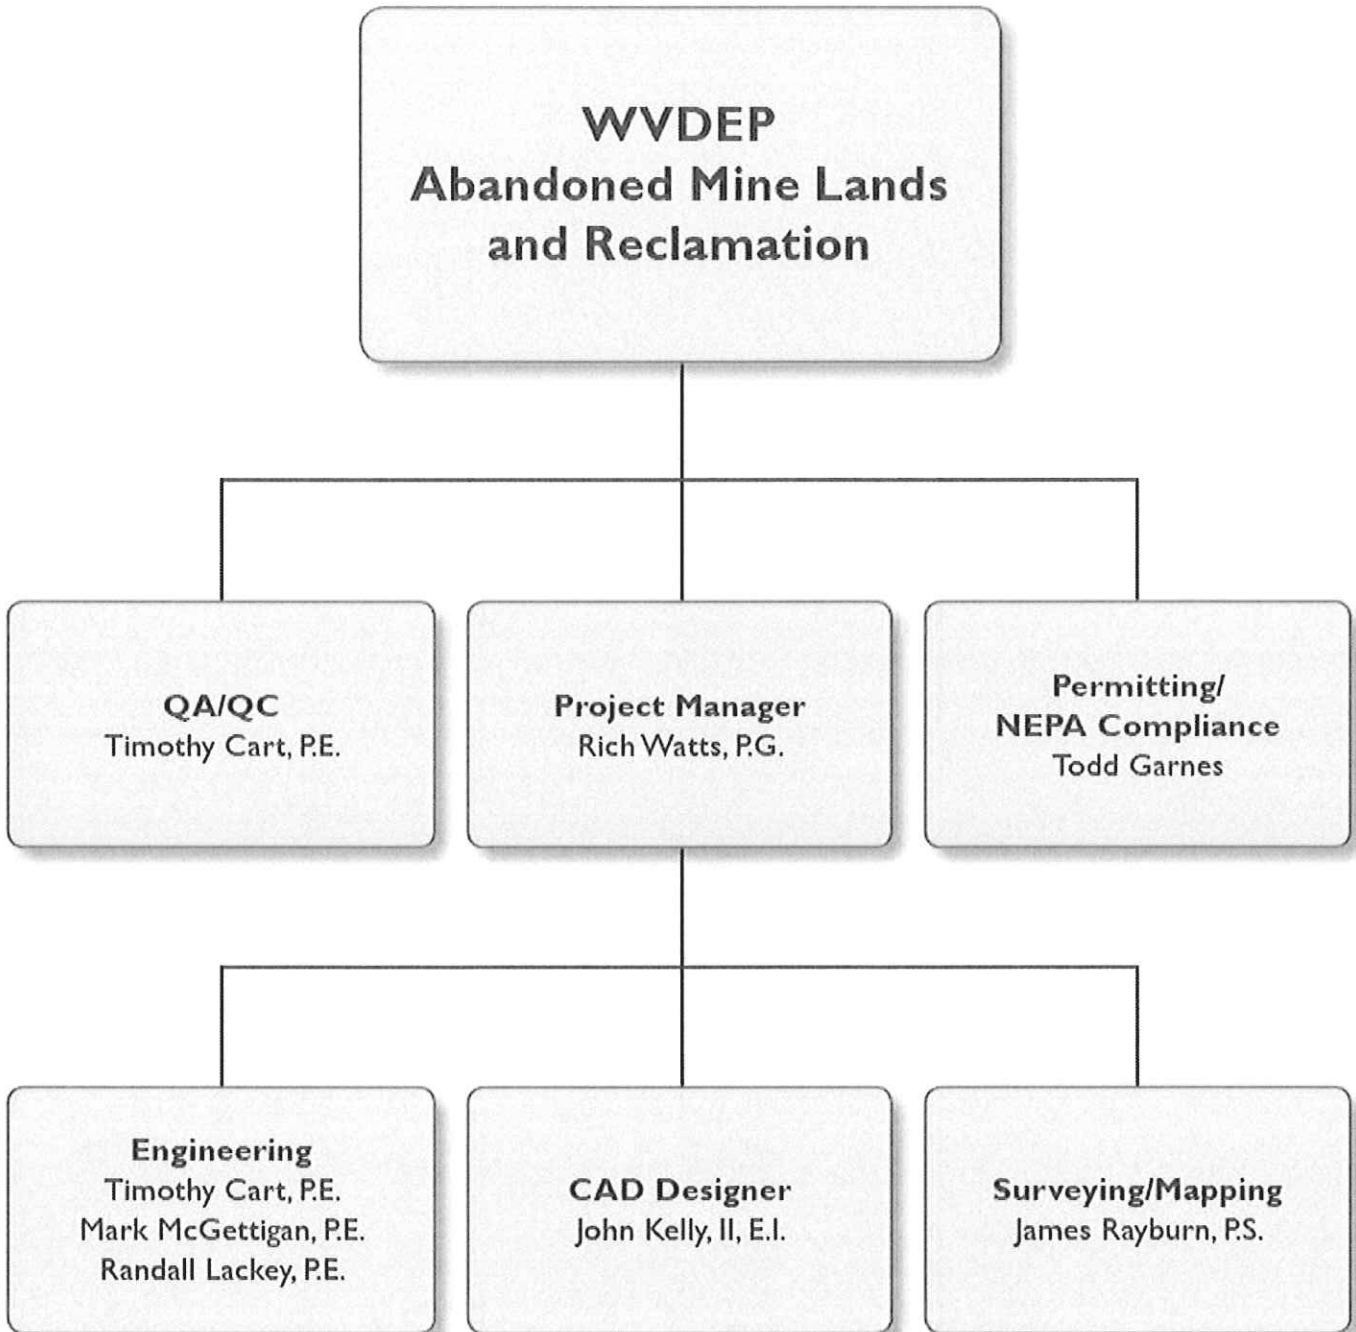 WVDEP
Abandoned Mine Lands
and Reclamation
QA/QC
Timothy Cart, P.E.
Project Manager
Rich Watts, P.G.
Permitting/
NEPA Compliance
Todd Garnes
Engineering
Timothy Cart, P.E.
Mark McGettigan, P.E.
Randall Lackey, P.E.
CAD Designer
John Kelly, II, E.I.
Surveying/Mapping
James Rayburn, P.S.